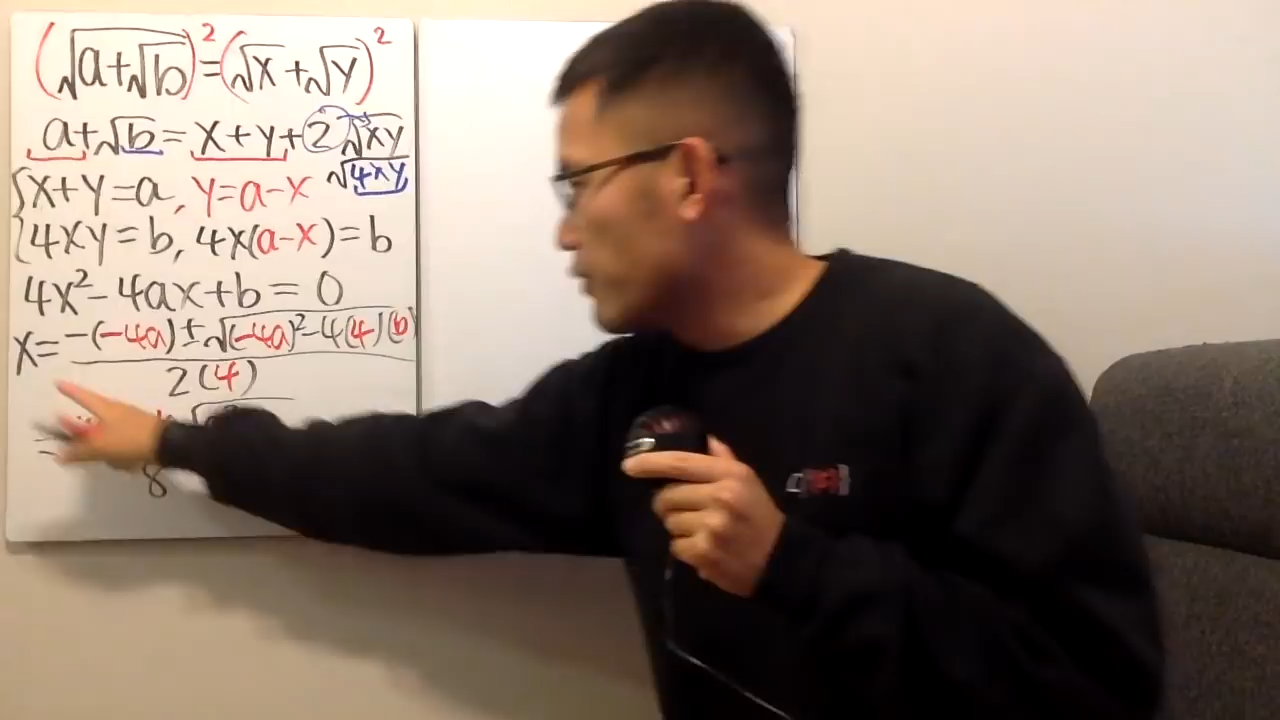 (√(a+√b))² = (√x + √y)²
a+√b = x+y+2√xy
√4xy
x+y=a, y=a-x
4xy=b, 4x(a-x)=b
4x²-4ax+b=0
x= (-(-4a)±√((-4a)²-4(4)(b))) / 2(4)
=
8